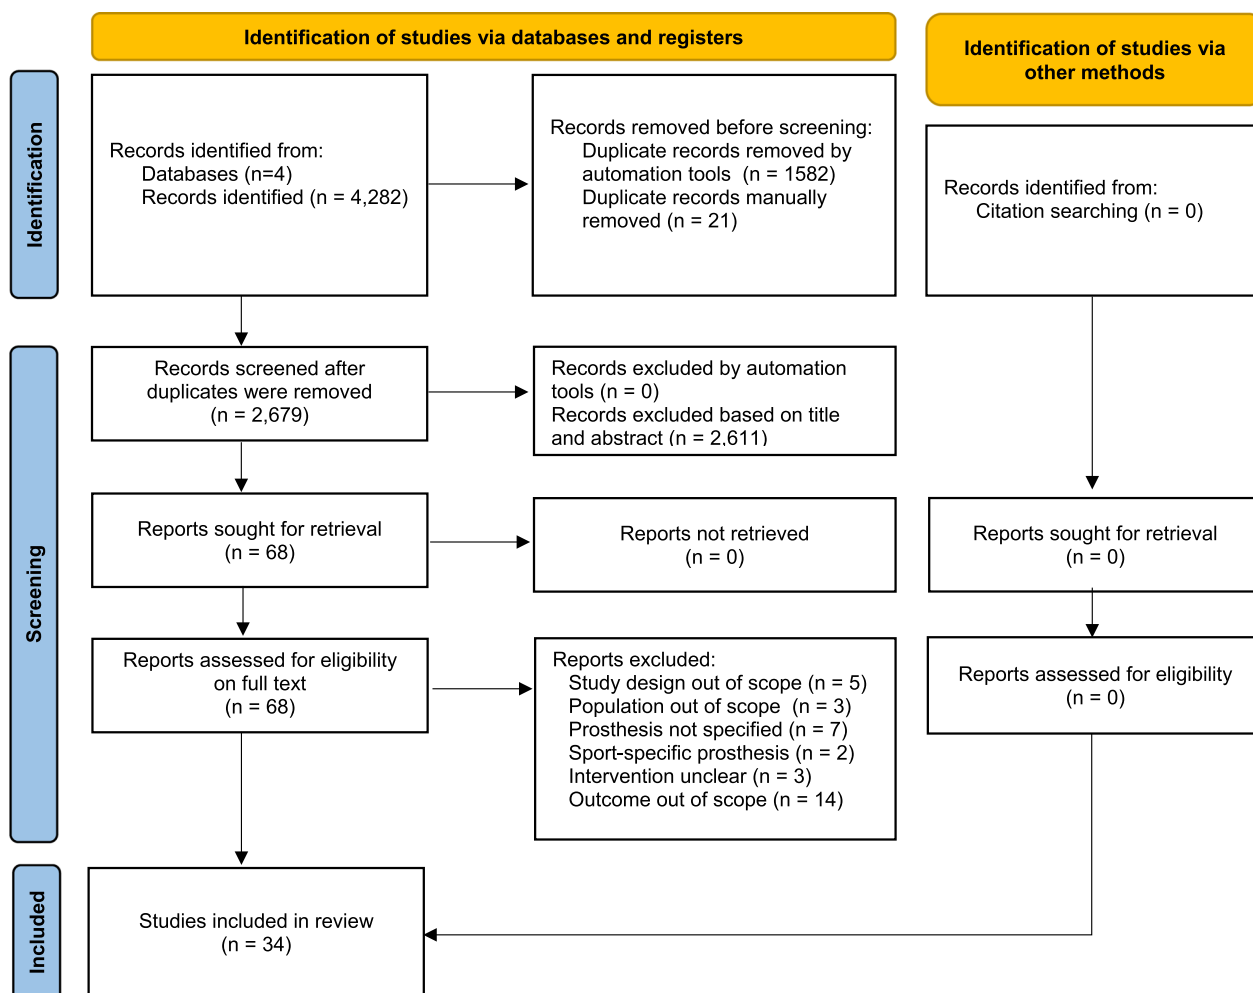 Identification of studies via databases and registers
Identification of studies via
other methods
Identification
Records identified from:
Databases (n=4)
Records identified (n = 4,282)
Records removed before screening:
Duplicate records removed by
automation tools  (n = 1582)
Duplicate records manually
removed (n = 21)
Records identified from:
Citation searching (n = 0)
Screening
Records screened after
duplicates were removed
(n = 2,679)
Records excluded by automation
tools (n = 0)
Records excluded based on title
and abstract (n = 2,611)
Reports sought for retrieval
(n = 68)
Reports not retrieved
(n = 0)
Reports sought for retrieval
(n = 0)
Reports assessed for eligibility
on full text
(n = 68)
Reports excluded:
Study design out of scope (n = 5)
Population out of scope  (n = 3)
Prosthesis not specified (n = 7)
Sport-specific prosthesis (n = 2)
Intervention unclear (n = 3)
Outcome out of scope (n = 14)
Reports assessed for eligibility
(n = 0)
Included
Studies included in review
(n = 34)